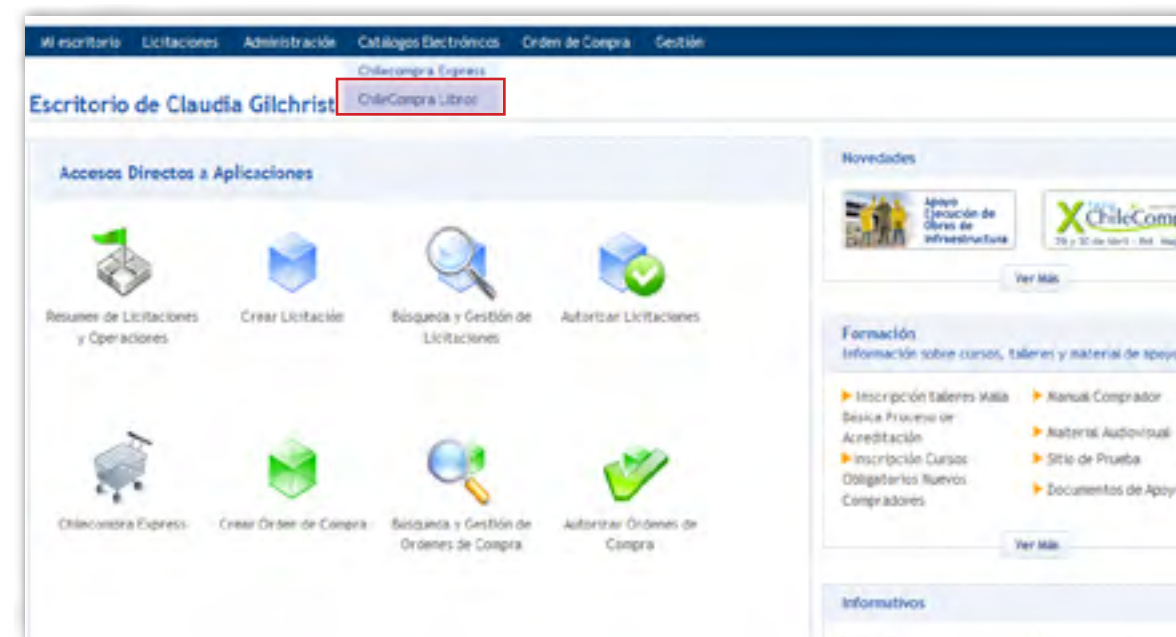 Mi escritorio Licitaciones Administración Catálogos Electrónicos Orden de Compra Gestión
Chilecompra Express
ChileCompra Libros
Escritorio de Claudia Gilchrist
Accesos Directos a Aplicaciones
Resumen de Licitaciones
y Operaciones
Crear Licitación
Búsqueda y Gestión de
Licitaciones
Autorizar Licitaciones
Chilecompra Express
Crear Orden de Compra
Búsqueda y Gestión de
Ordenes de Compra
Autorizar Ordenes de
Compra
Novedades
Apoyo
Ejecución de
Obras de
Infraestructura
X ChileComp
Ver Más
Formación
Información sobre cursos, talleres y material de apoyo
Inscripción talleres Malla
Básica Proceso de
Acreditación
Inscripción Cursos
Obligatorios Nuevos
Compradores
Manual Comprador
Material Audiovisual
Sitio de Prueba
Documentos de Apoy
Ver Más
Informativos